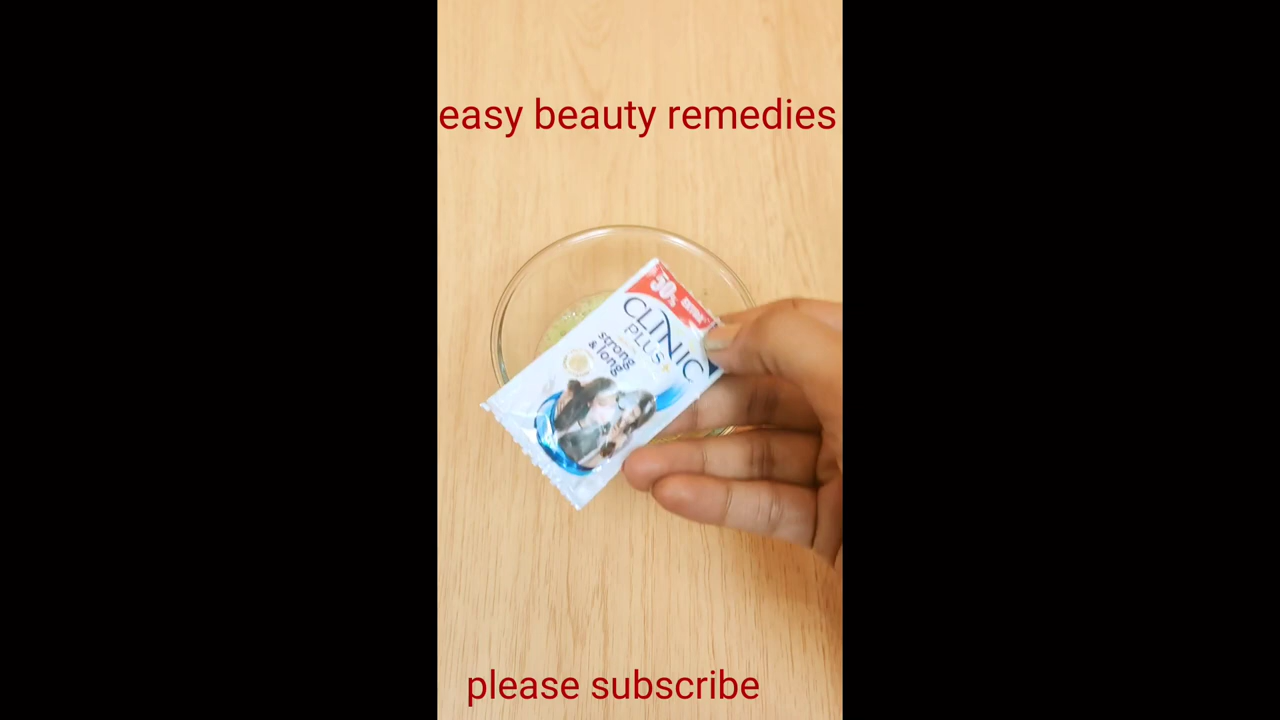 easy beauty remedies
50% EXTRA
CLINIC
PLUS+
strong
& long
please subscribe